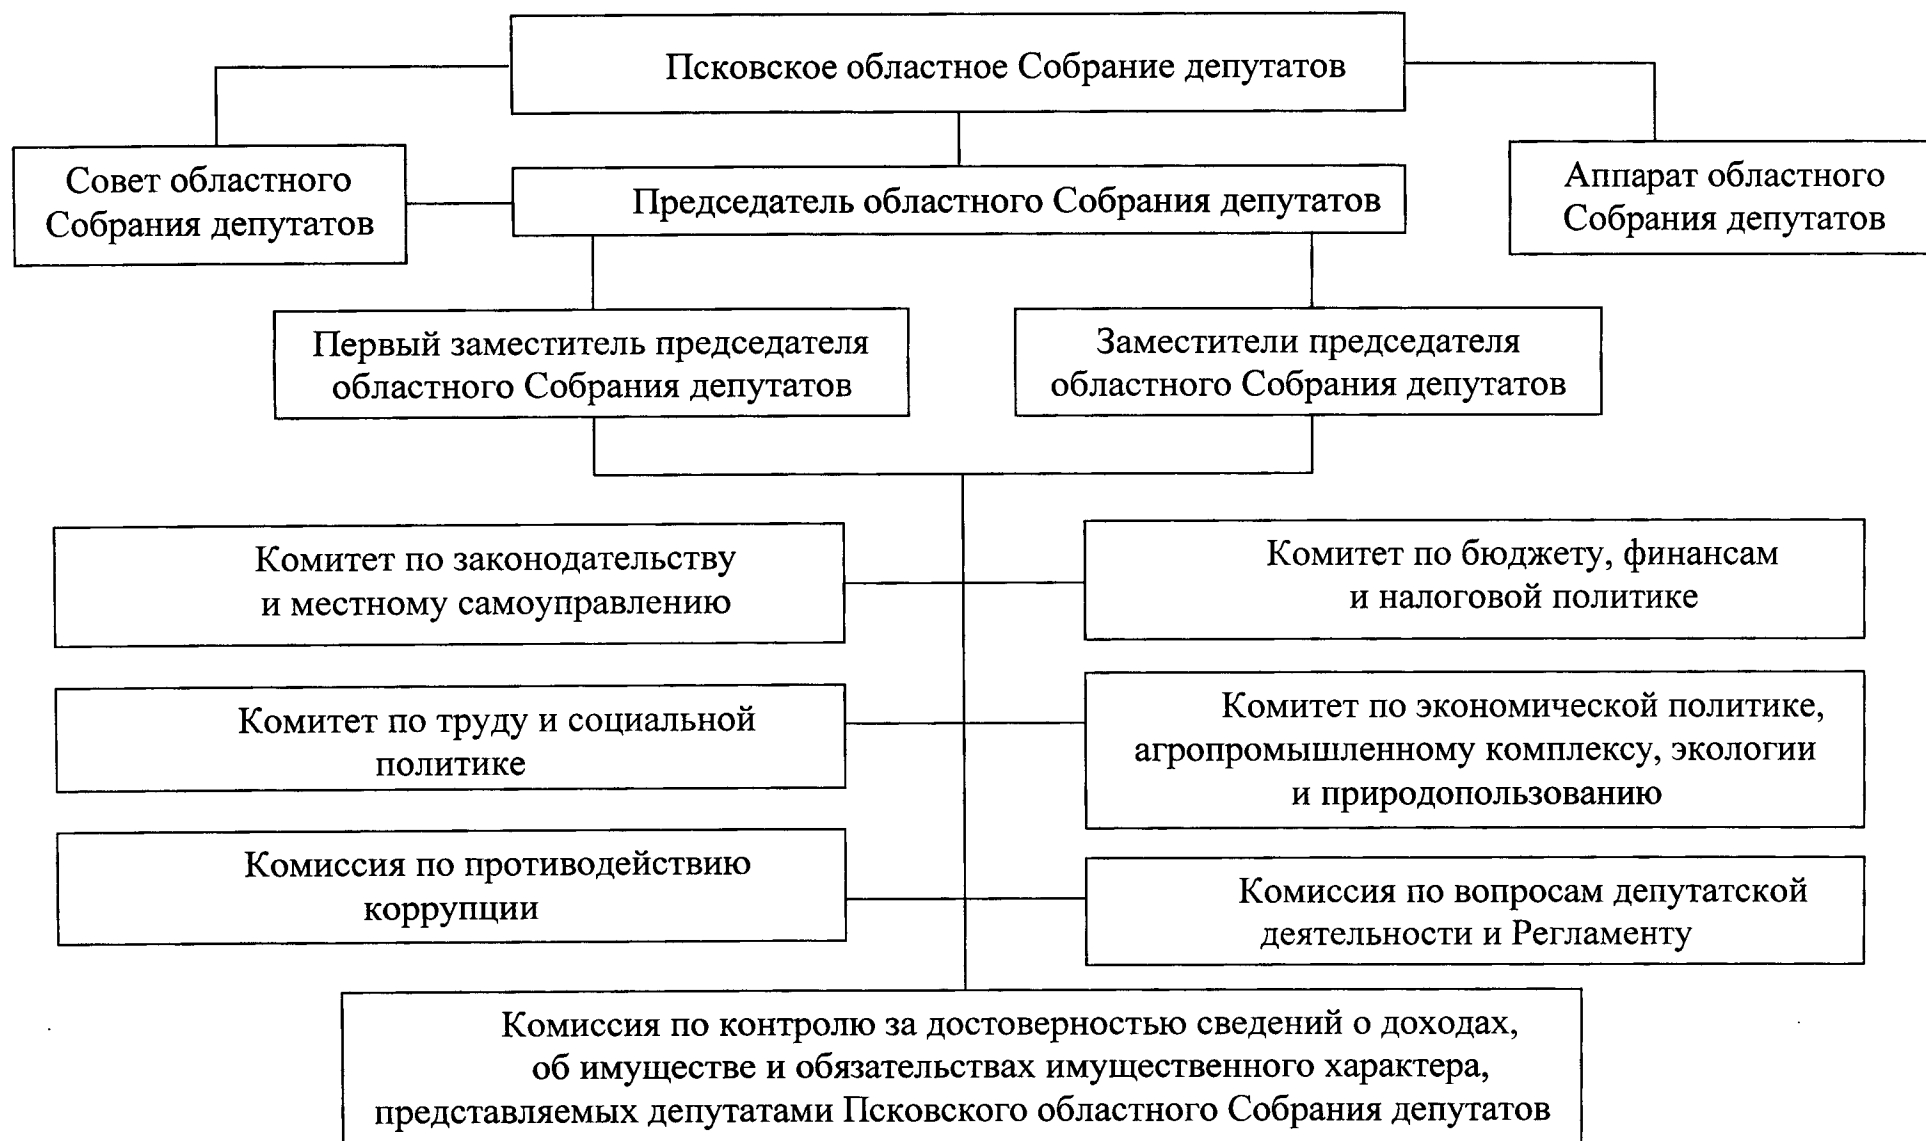 Псковское областное Собрание депутатов
Совет областного
Собрания депутатов
Председатель областного Собрания депутатов
Аппарат областного
Собрания депутатов
Первый заместитель председателя
областного Собрания депутатов
Заместители председателя
областного Собрания депутатов
Комитет по законодательству
и местному самоуправлению
Комитет по бюджету, финансам
и налоговой политике
Комитет по труду и социальной
политике
Комитет по экономической политике,
агропромышленному комплексу, экологии
и природопользованию
Комиссия по противодействию
коррупции
Комиссия по вопросам депутатской
деятельности и Регламенту
Комиссия по контролю за достоверностью сведений о доходах,
об имуществе и обязательствах имущественного характера,
представляемых депутатами Псковского областного Собрания депутатов